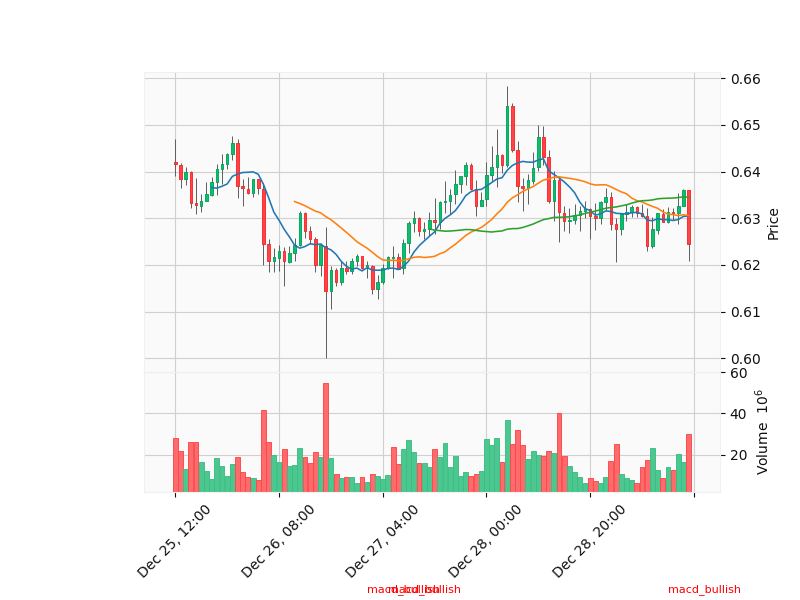 0.66
0.65
0.64
0.63
0.62
0.61
0.60
Price
60
40
20
Volume 10^6
Dec 25, 12:00
Dec 26, 08:00
Dec 27, 04:00
Dec 28, 00:00
Dec 28, 20:00
macd_bullish
macd_bullish